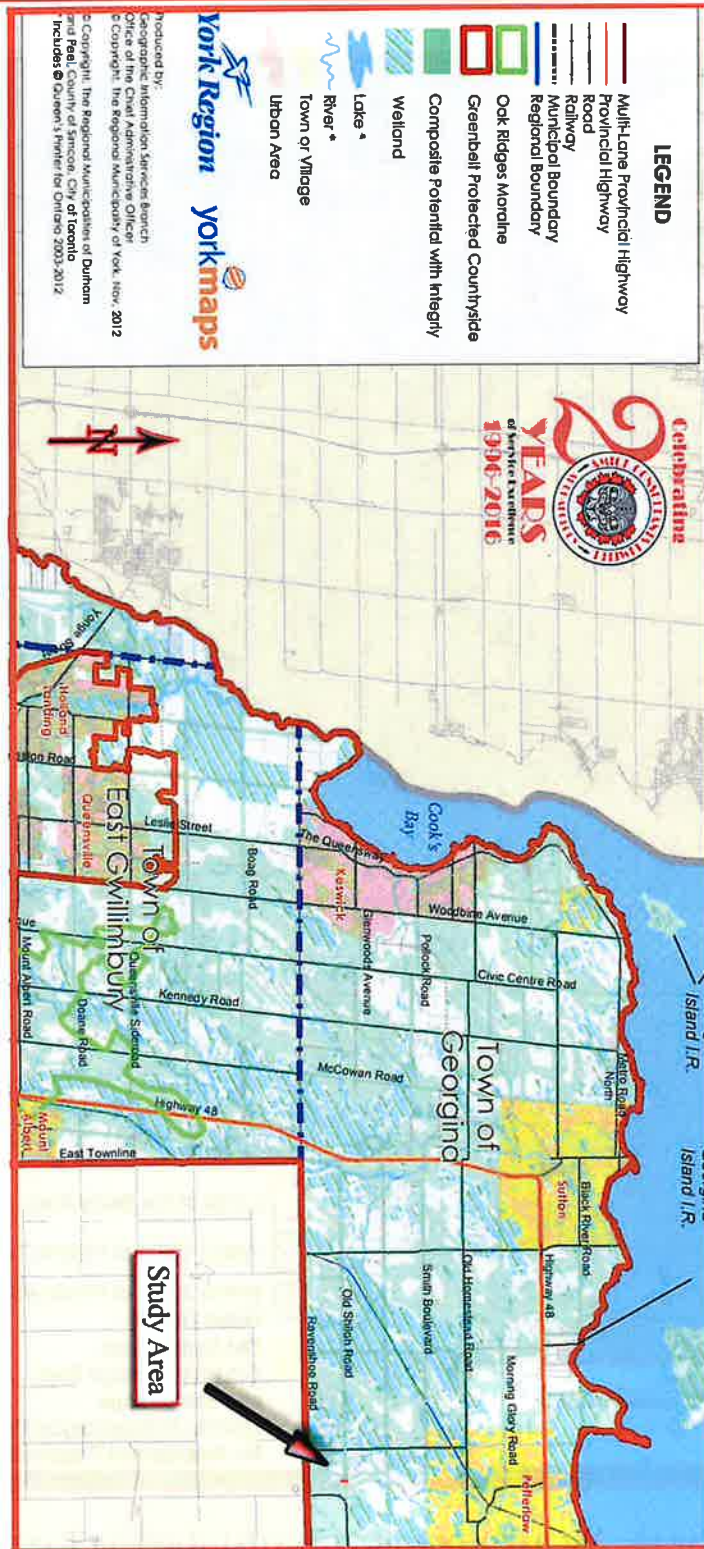 LEGEND
Multi-Lane Provincial Highway
Provincial Highway
Road
Railway
Municipal Boundary
Regional Boundary
Oak Ridges Moraine
Greenbelt Protected Countryside
Composite Potential with Integrity
Wetland
Lake *
River *
Town or Village
Urban Area
York Region yorkmaps
Produced by:
Geographic Information Services Branch
Office of the Chief Administrative Officer
© Copyright, The Regional Municipality of York, Nov, 2012
© Copyright, The Regional Municipalities of Durham
and Peel, County of Simcoe, City of Toronto
* Includes © Queen's Printer for Ontario 2003-2012
Celebrating
20
YEARS
of Service Excellence
1996-2016
N
Island I.R.
Island I.R.
Cook's
Bay
Metro Road
North
Black River Road
Sutton
Highway 48
Woodbine Avenue
Civic Centre Road
Town of
Georgina
Old Homestead Road
Morning Glory Road
Pefferlaw
The Queensway
Keswick
Glenwoods Avenue
Pollock Road
McCowan Road
Smith Boulevard
Old Shiloh Road
Ravenshoe Road
Boag Road
Leslie Street
Kennedy Road
Town of
East Gwillimbury
Queensville Sideroad
Doane Road
Mount Albert Road
Highway 48
Mount
Albert
East Townline
Yonge
Holland
Landing
Queensville
Study Area